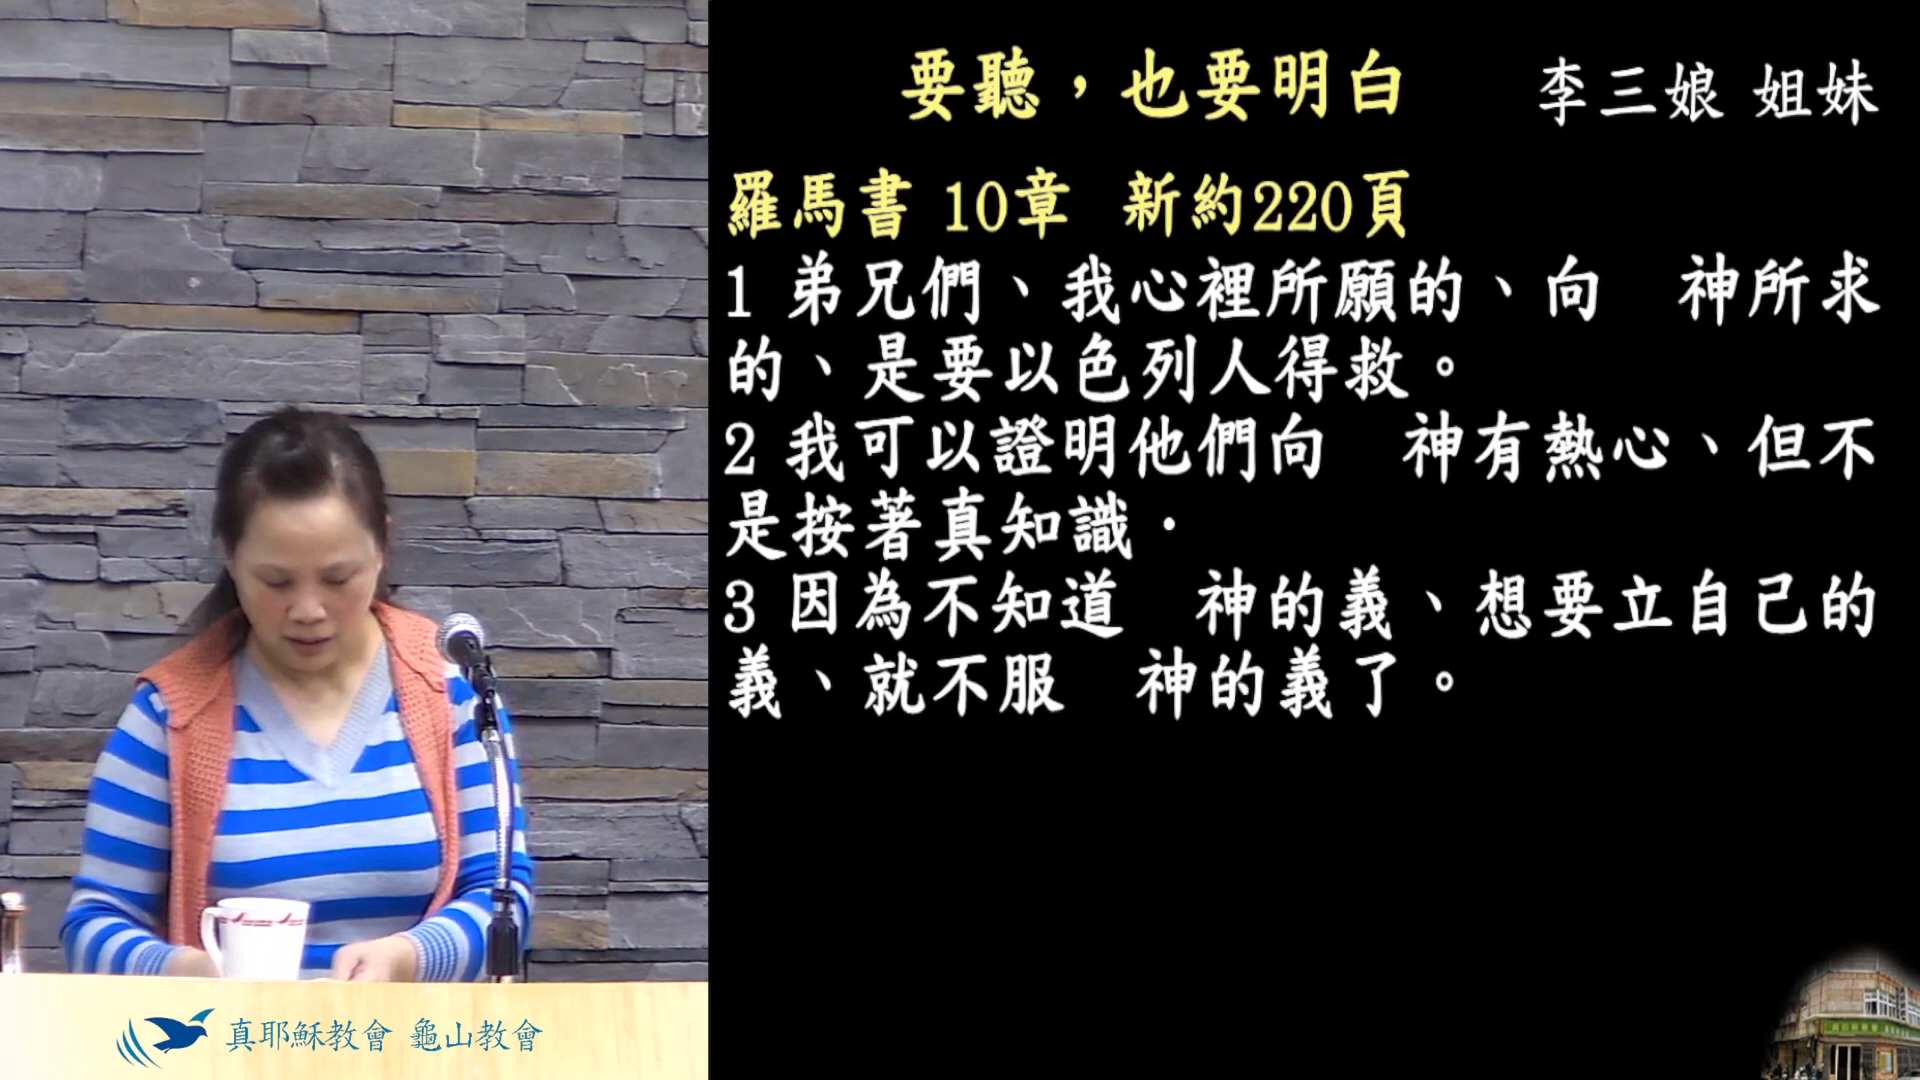 要聽，也要明白 李三娘 姐妹
羅馬書 10章 新約220頁
1 弟兄們、我心裡所願的、向　神所求
的、是要以色列人得救。
2 我可以證明他們向　神有熱心、但不
是按著真知識．
3 因為不知道　神的義、想要立自己的
義、就不服　神的義了。
真耶穌教會 龜山教會